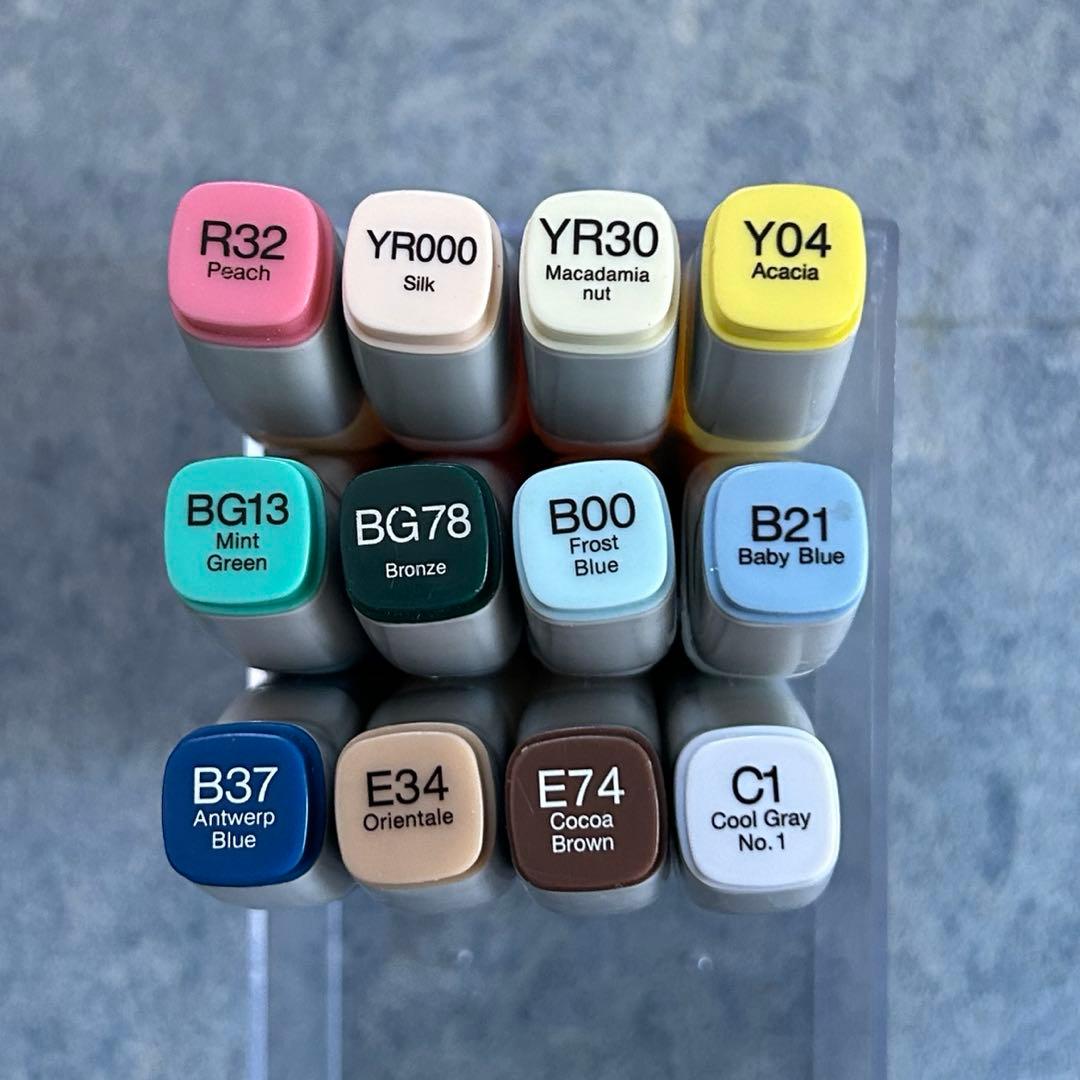 R32
Peach
YR000
Silk
YR30
Macadamia
nut
Y04
Acacia
BG13
Mint
Green
BG78
Bronze
B00
Frost
Blue
B21
Baby Blue
B37
Antwerp
Blue
E34
Orientale
E74
Cocoa
Brown
C1
Cool Gray
No. 1